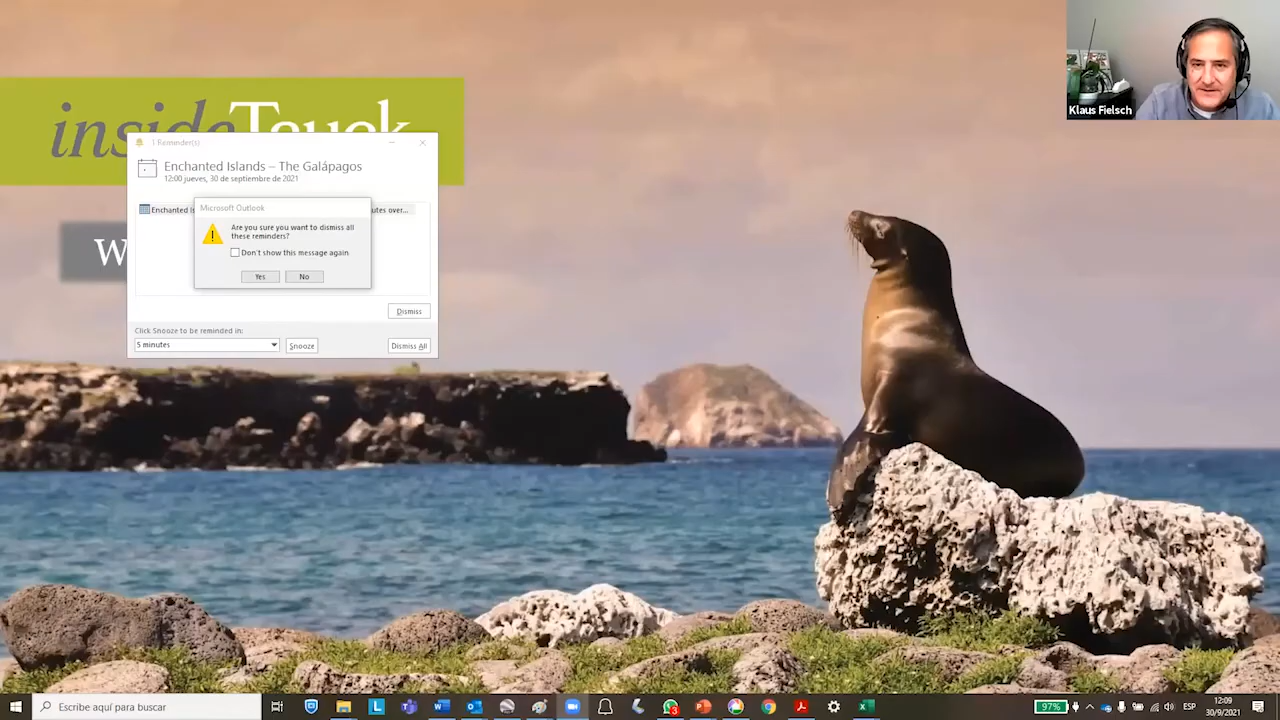 inside Tauck
Klaus Fielsch
1 Reminder(s)
Enchanted Islands – The Galápagos
12:00 jueves, 30 de septiembre de 2021
Enchanted Is
utes over...
Microsoft Outlook
Are you sure you want to dismiss all
these reminders?
Don't show this message again.
Yes
No
W
Dismiss
Click Snooze to be reminded in:
5 minutes
Snooze
Dismiss All
Escribe aquí para buscar
97%
ESP
12:09
30/9/2021